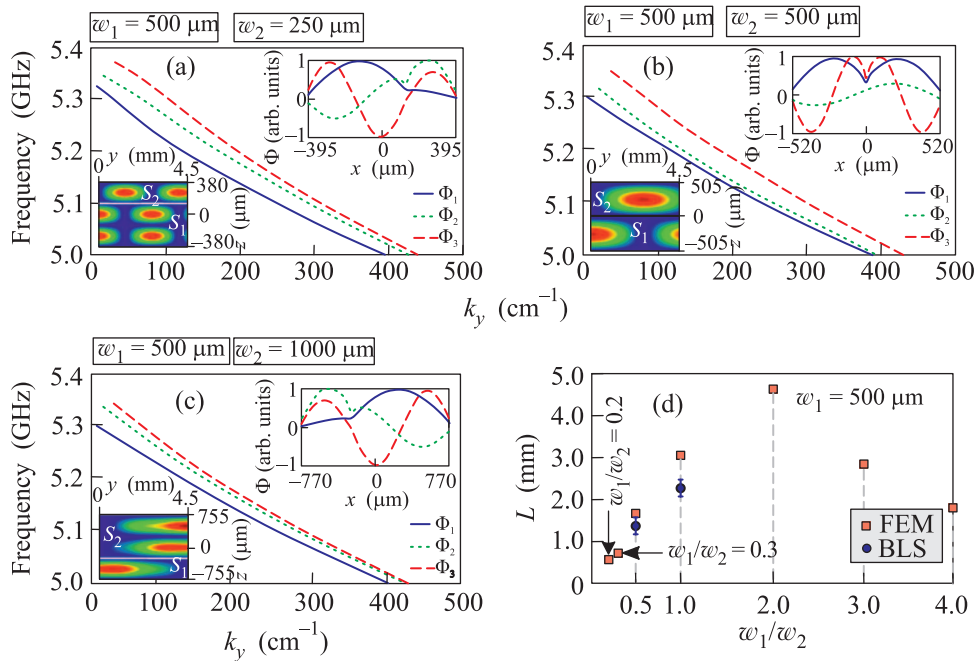 w₁ = 500 μm w₂ = 250 μm
5.4
5.3
5.2
5.1
5.0
Frequency (GHz)
(a)
Φ (arb. units)
1
0
−1
−395 0 395
x (μm)
y (mm)
0 4.5
380
0
−380
z (μm)
S₂
S₁
Φ₁
Φ₂
Φ₃
0 100 200 300 400 500
w₁ = 500 μm w₂ = 500 μm
5.4
5.3
5.2
5.1
5.0
(b)
Φ (arb. units)
1
0
−1
−520 0 520
x (μm)
y (mm)
0 4.5
505
0
−505
z (μm)
S₂
S₁
Φ₁
Φ₂
Φ₃
0 100 200 300 400 500
k_y (cm⁻¹)
w₁ = 500 μm w₂ = 1000 μm
5.4
5.3
5.2
5.1
5.0
Frequency (GHz)
(c)
Φ (arb. units)
1
0
−1
−770 0 770
x (μm)
y (mm)
0 4.5
755
0
−755
z (μm)
S₂
S₁
Φ₁
Φ₂
Φ₃
0 100 200 300 400 500
k_y (cm⁻¹)
5.0
4.0
3.0
2.0
1.0
0
L (mm)
(d)
w₁ = 500 μm
w₁/w₂ = 0.2
w₁/w₂ = 0.3
FEM
BLS
0.5 1.0 2.0 3.0 4.0
w₁/w₂